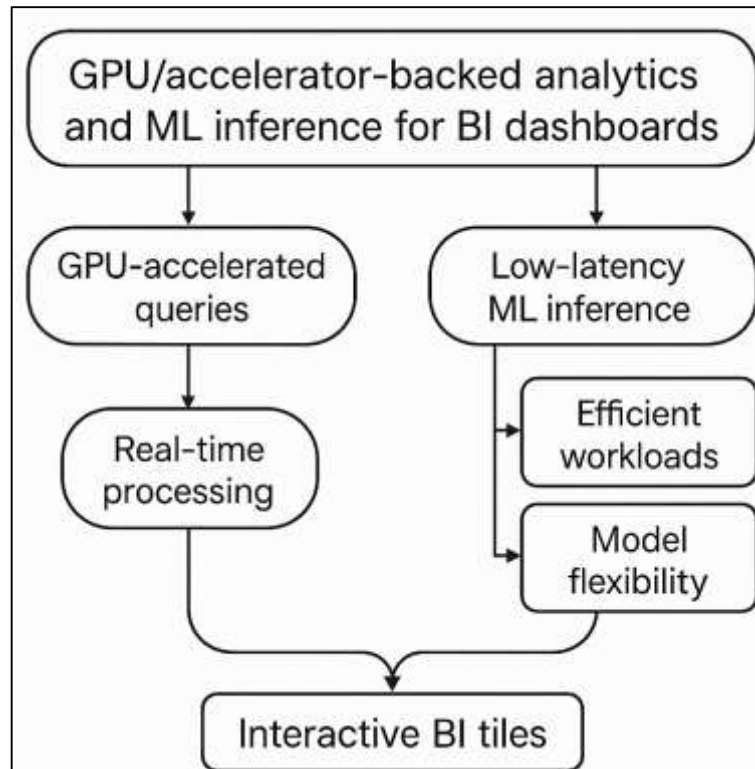 GPU/accelerator-backed analytics
and ML inference for BI dashboards
GPU-accelerated
queries
Low-latency
ML inference
Real-time
processing
Efficient
workloads
Model
flexibility
Interactive BI tiles